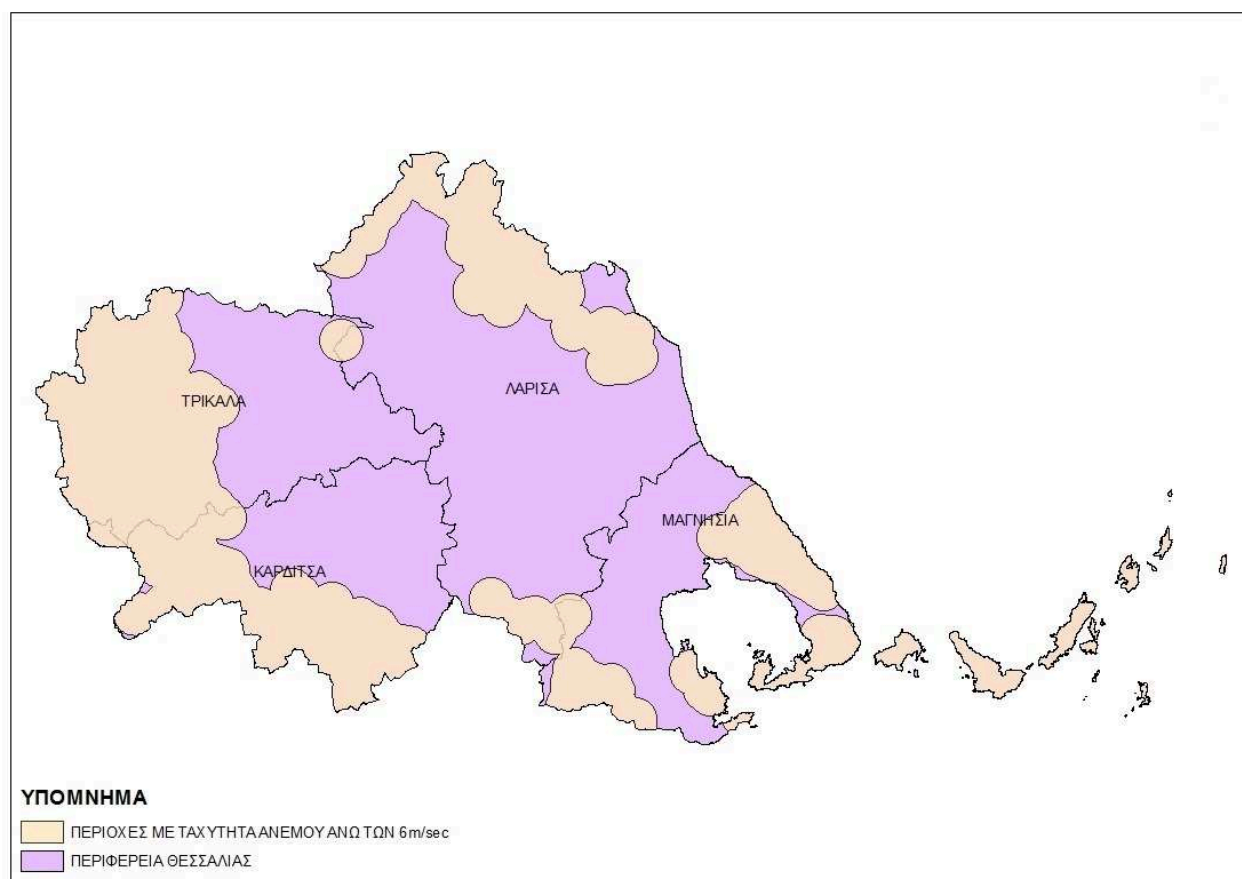 ΛΑΡΙΣΑ
ΤΡΙΚΑΛΑ
ΜΑΓΝΗΣΙΑ
ΚΑΡΔΙΤΣΑ
ΥΠΟΜΝΗΜΑ
ΠΕΡΙΟΧΕΣ ΜΕ ΤΑΧΥΤΗΤΑ ΑΝΕΜΟΥ ΑΝΩ ΤΩΝ 6m/sec
ΠΕΡΙΦΕΡΕΙΑ ΘΕΣΣΑΛΙΑΣ